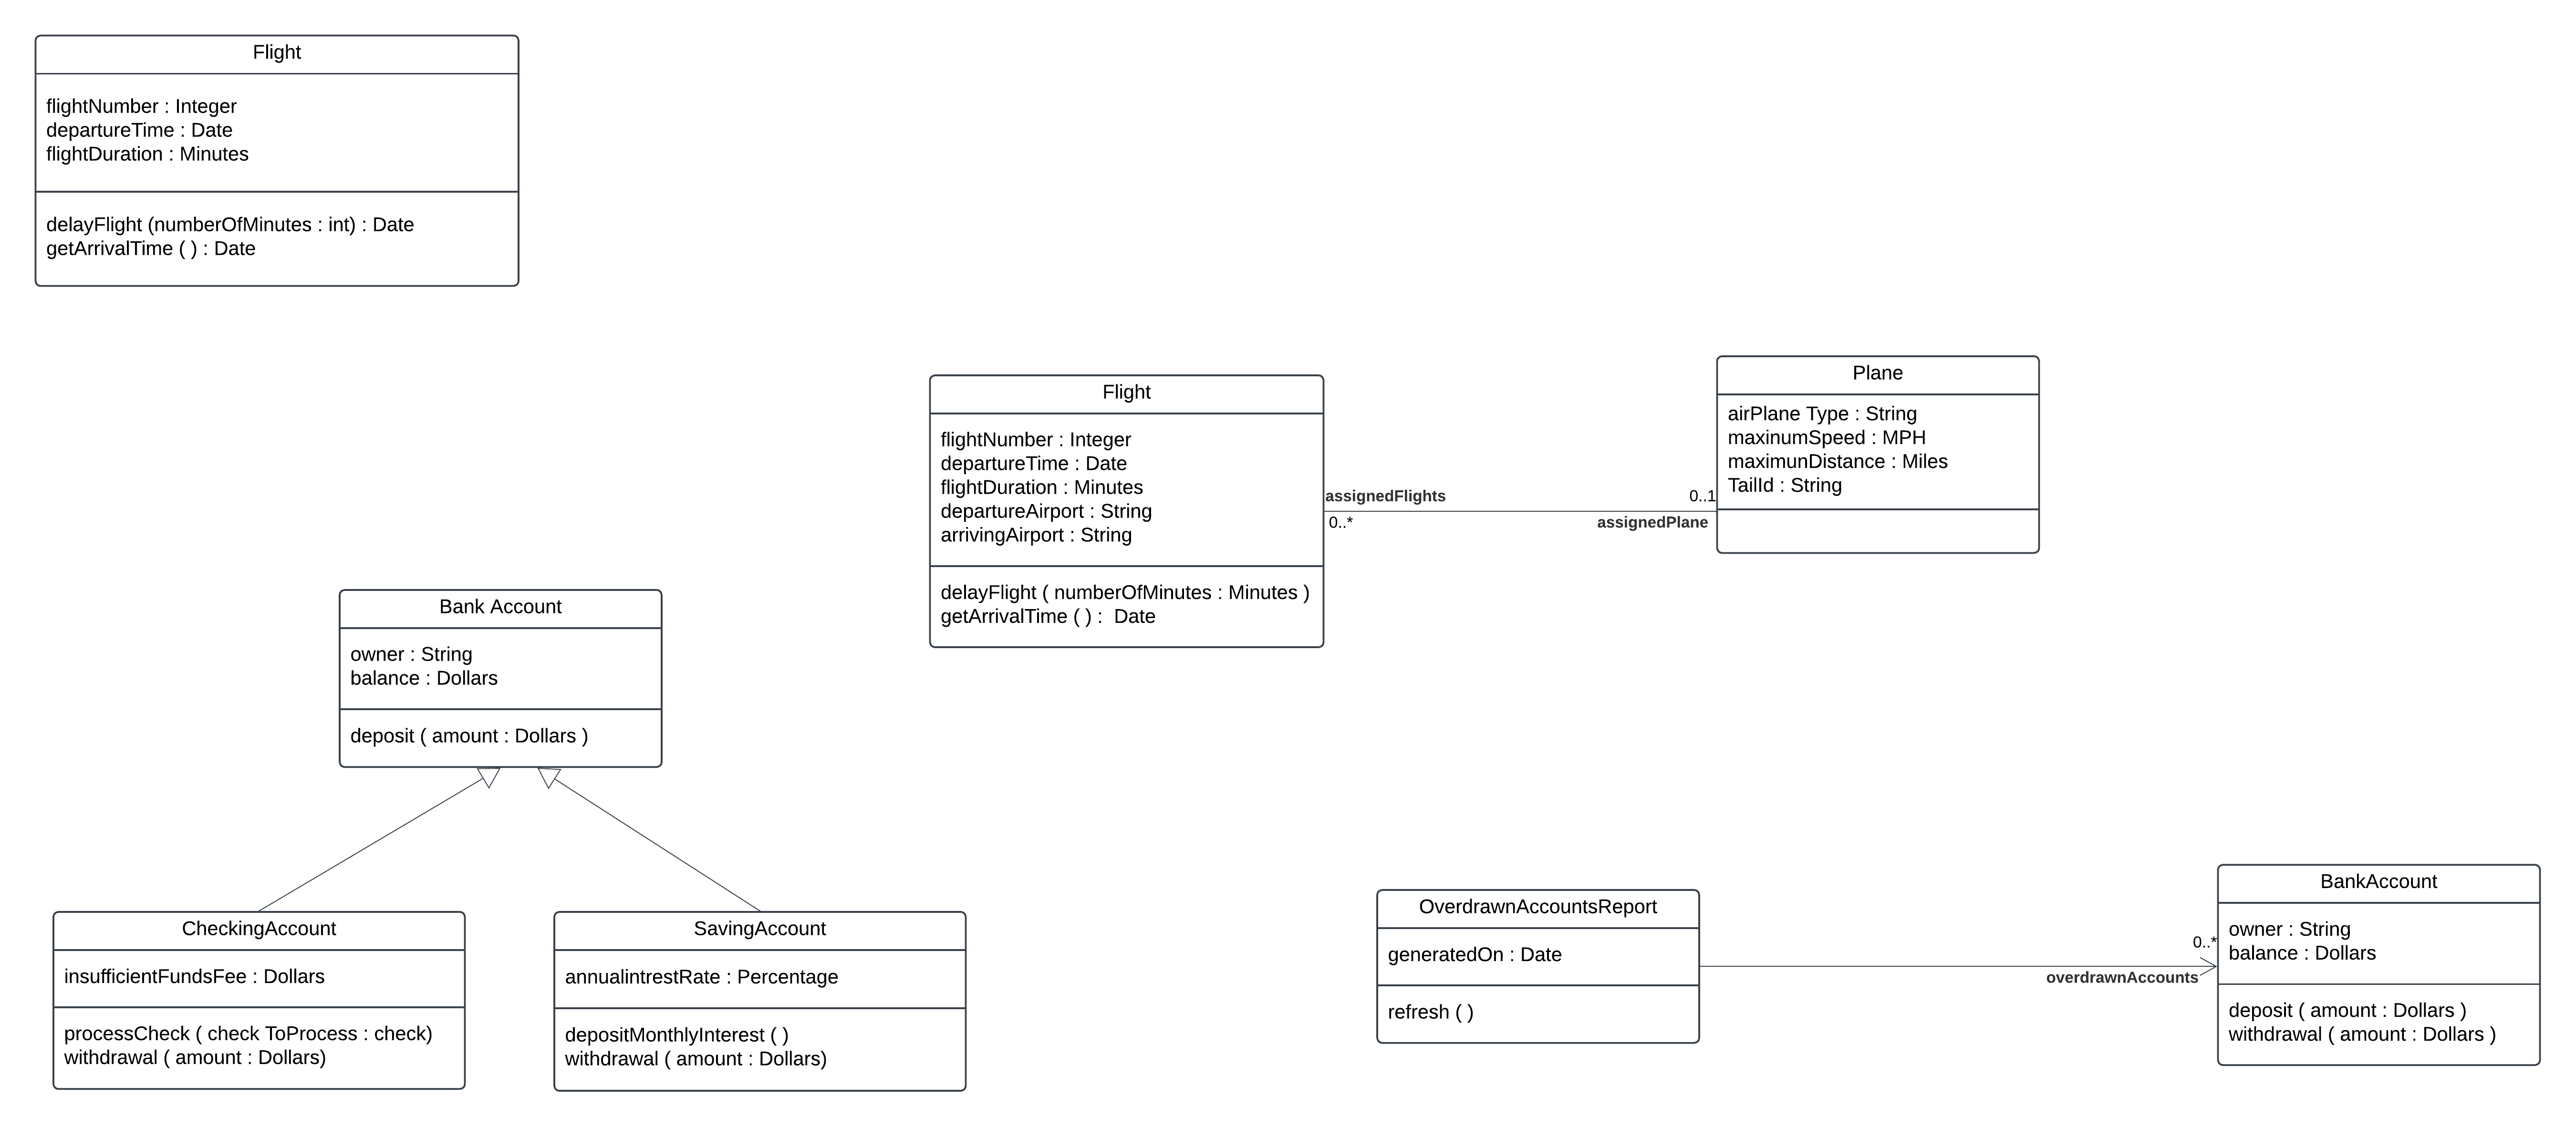 Flight
flightNumber : Integer
departureTime : Date
flightDuration : Minutes
delayFlight (numberOfMinutes : int) : Date
getArrivalTime ( ) : Date
Flight
flightNumber : Integer
departureTime : Date
flightDuration : Minutes
departureAirport : String
arrivingAirport : String
delayFlight ( numberOfMinutes : Minutes )
getArrivalTime ( ) :  Date
assignedFlights
0..*
0..1
assignedPlane
Plane
airPlane Type : String
maxinumSpeed : MPH
maximunDistance : Miles
TailId : String
Bank Account
owner : String
balance : Dollars
deposit ( amount : Dollars )
CheckingAccount
insufficientFundsFee : Dollars
processCheck ( check ToProcess : check)
withdrawal ( amount : Dollars)
SavingAccount
annualintrestRate : Percentage
depositMonthlyInterest ( )
withdrawal ( amount : Dollars)
OverdrawnAccountsReport
generatedOn : Date
refresh ( )
0..*
overdrawnAccounts
BankAccount
owner : String
balance : Dollars
deposit ( amount : Dollars )
withdrawal ( amount : Dollars )